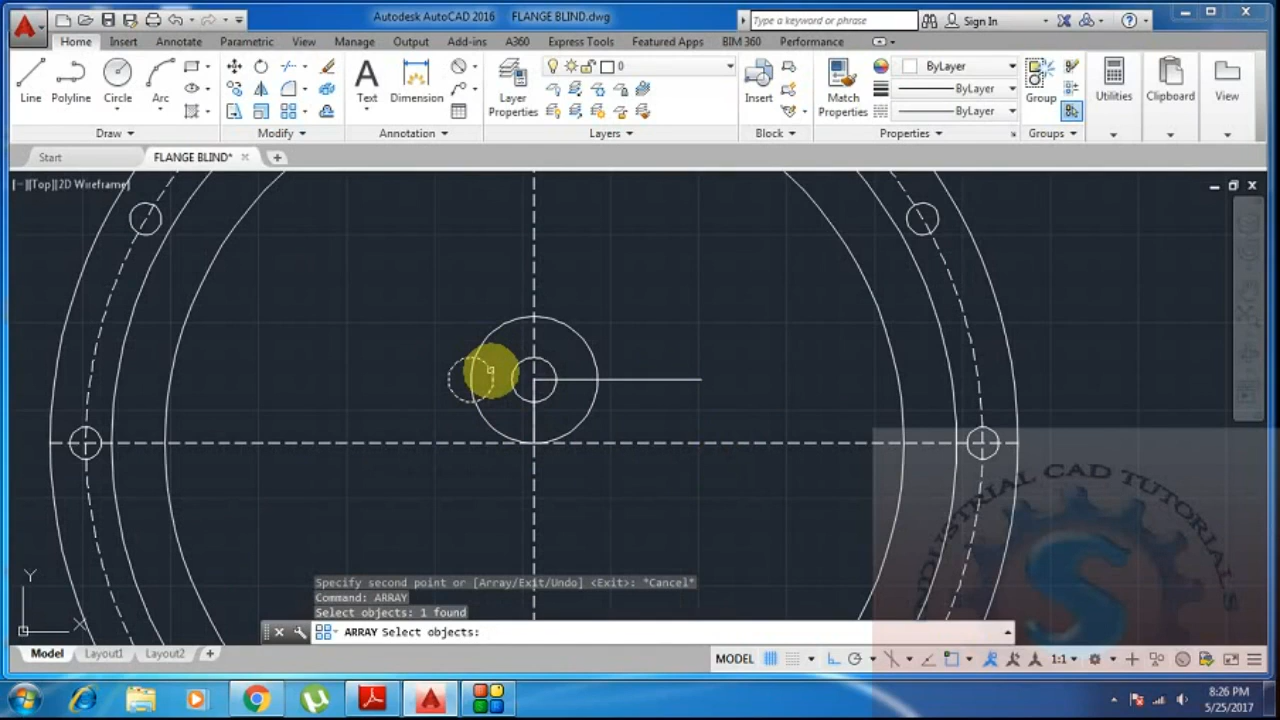 Autodesk AutoCAD 2016 FLANGE BLIND.dwg
Type a keyword or phrase
Sign In
Home Insert Annotate Parametric View Manage Output Add-ins A360 Express Tools Featured Apps BIM 360 Performance
Line Polyline Circle Arc
Text Dimension
Layer Properties
0
Insert
Match Properties
ByLayer
ByLayer
ByLayer
Group
Utilities
Clipboard
View
Draw Modify Annotation Layers Block Properties Groups
Start FLANGE BLIND*
[−][Top][2D Wireframe]
INDUSTRIAL CAD TUTORIALS
S
Y
X
Specify second point or [Array/Exit/Undo] <Exit>: *Cancel*
Command: ARRAY
Select objects: 1 found
ARRAY Select objects:
Model Layout1 Layout2
MODEL
1:1
8:26 PM
5/25/2017